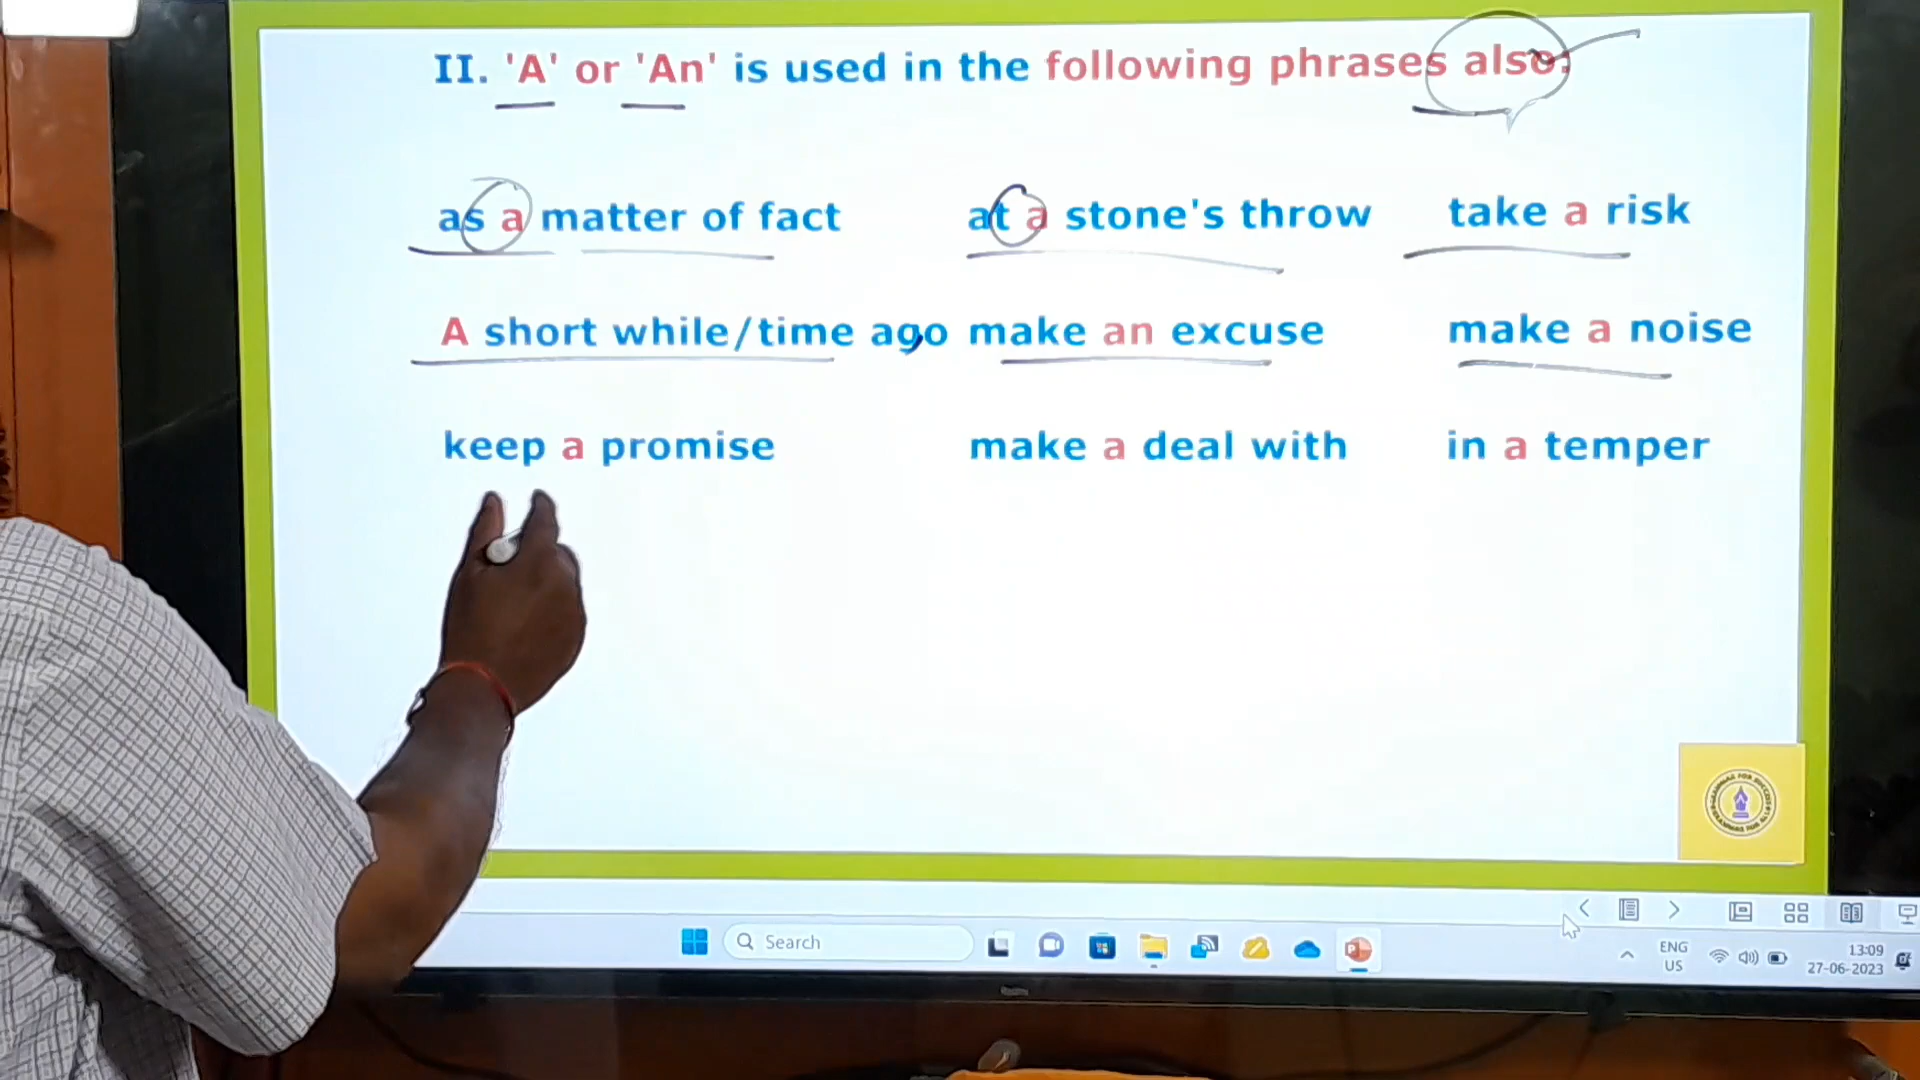 II. 'A' or 'An' is used in the following phrases also:
as a matter of fact at a stone's throw take a risk
A short while/time ago make an excuse make a noise
keep a promise make a deal with in a temper
Search
ENG
US
13:09
27-06-2023